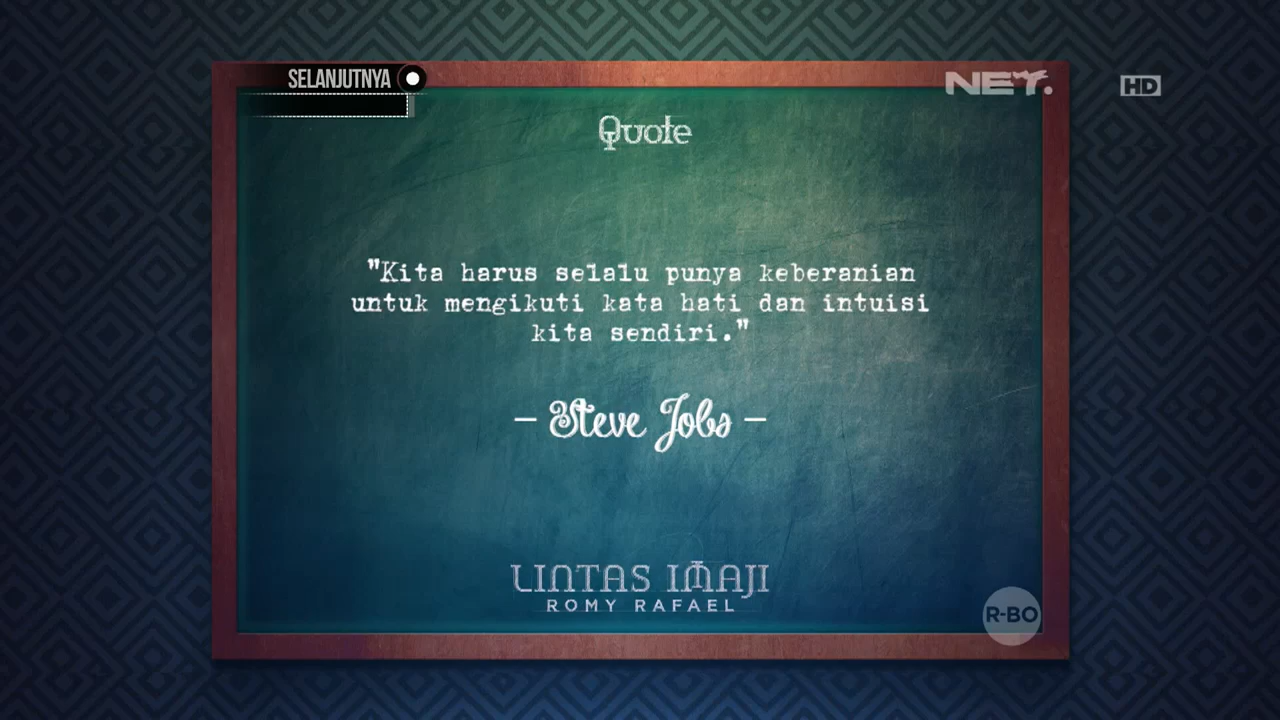 SELANJUTNYA
NET.
HD
Quote
"Kita harus selalu punya keberanian
untuk mengikuti kata hati dan intuisi
kita sendiri."
— Steve Jobs —
LINTAS IMAJI
ROMY RAFAEL
R-BO